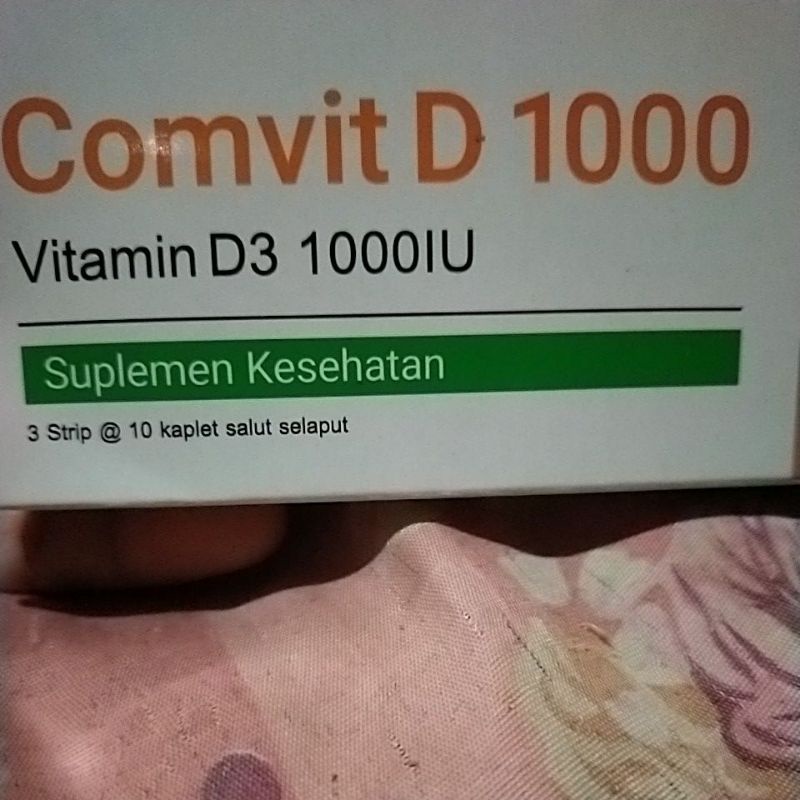 Comvit D 1000
Vitamin D3 1000IU
Suplemen Kesehatan
3 Strip @ 10 kaplet salut selaput